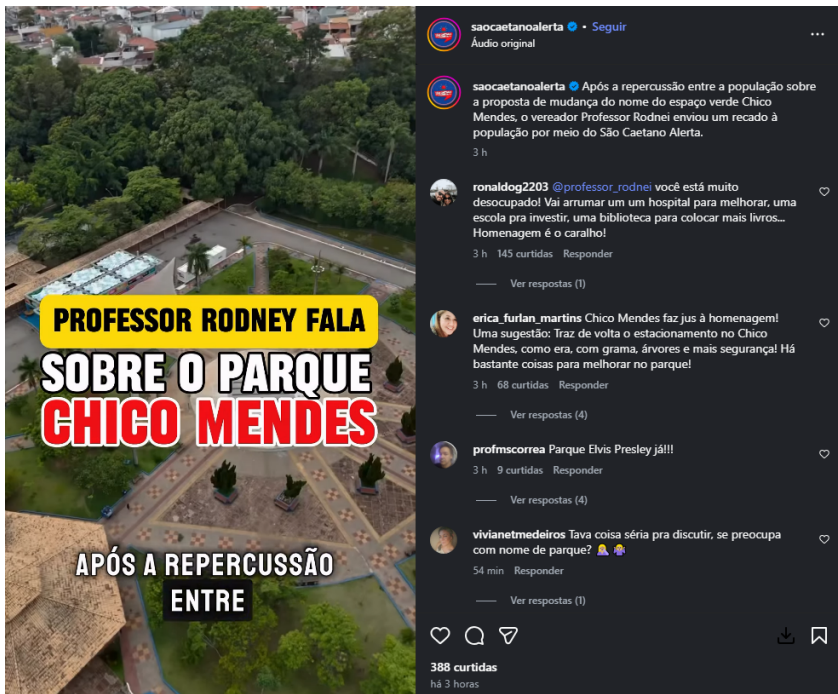 PROFESSOR RODNEY FALA
SOBRE O PARQUE
CHICO MENDES
APÓS A REPERCUSSÃO
ENTRE
saocaetanoalerta • Seguir
Áudio original
saocaetanoalerta Após a repercussão entre a população sobre
a proposta de mudança do nome do espaço verde Chico
Mendes, o vereador Professor Rodnei enviou um recado à
população por meio do São Caetano Alerta.
3 h
ronaldog2203 @professor_rodnei você está muito
desocupado! Vai arrumar um um hospital para melhorar, uma
escola pra investir, uma biblioteca para colocar mais livros...
Homenagem é o caralho!
3 h 145 curtidas Responder
Ver respostas (1)
erica_furlan_martins Chico Mendes faz jus à homenagem!
Uma sugestão: Traz de volta o estacionamento no Chico
Mendes, como era, com grama, árvores e mais segurança! Há
bastante coisas para melhorar no parque!
3 h 68 curtidas Responder
Ver respostas (4)
profmscorrea Parque Elvis Presley já!!!
3 h 9 curtidas Responder
Ver respostas (4)
vivianetmedeiros Tava coisa séria pra discutir, se preocupa
com nome de parque? 🤦‍♀️ 🤷‍♀️
54 min Responder
Ver respostas (1)
388 curtidas
há 3 horas